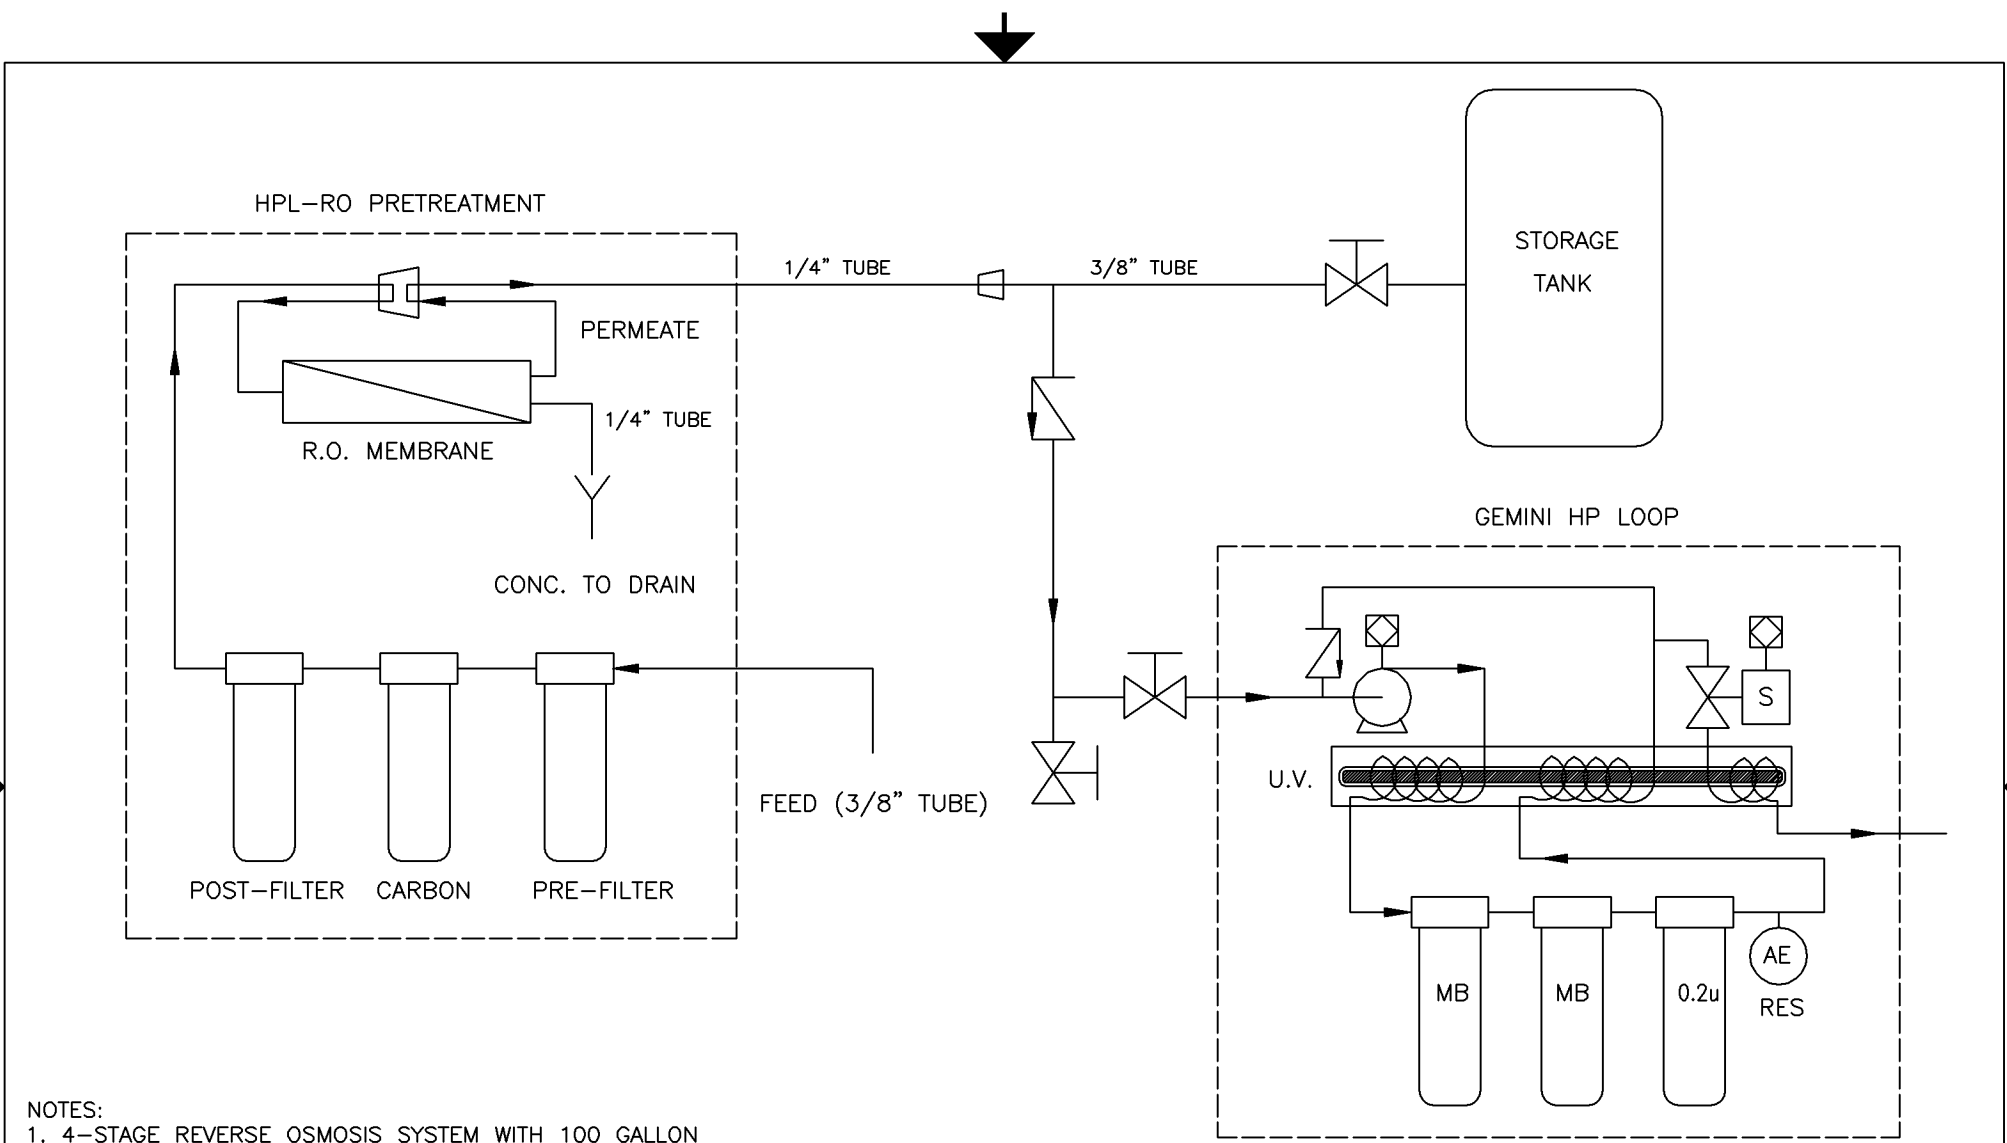 HPL-RO PRETREATMENT
1/4" TUBE
3/8" TUBE
STORAGE
TANK
PERMEATE
1/4" TUBE
R.O. MEMBRANE
CONC. TO DRAIN
FEED (3/8" TUBE)
POST-FILTER
CARBON
PRE-FILTER
GEMINI HP LOOP
S
U.V.
MB
MB
0.2u
AE
RES
NOTES:
1. 4-STAGE REVERSE OSMOSIS SYSTEM WITH 100 GALLON